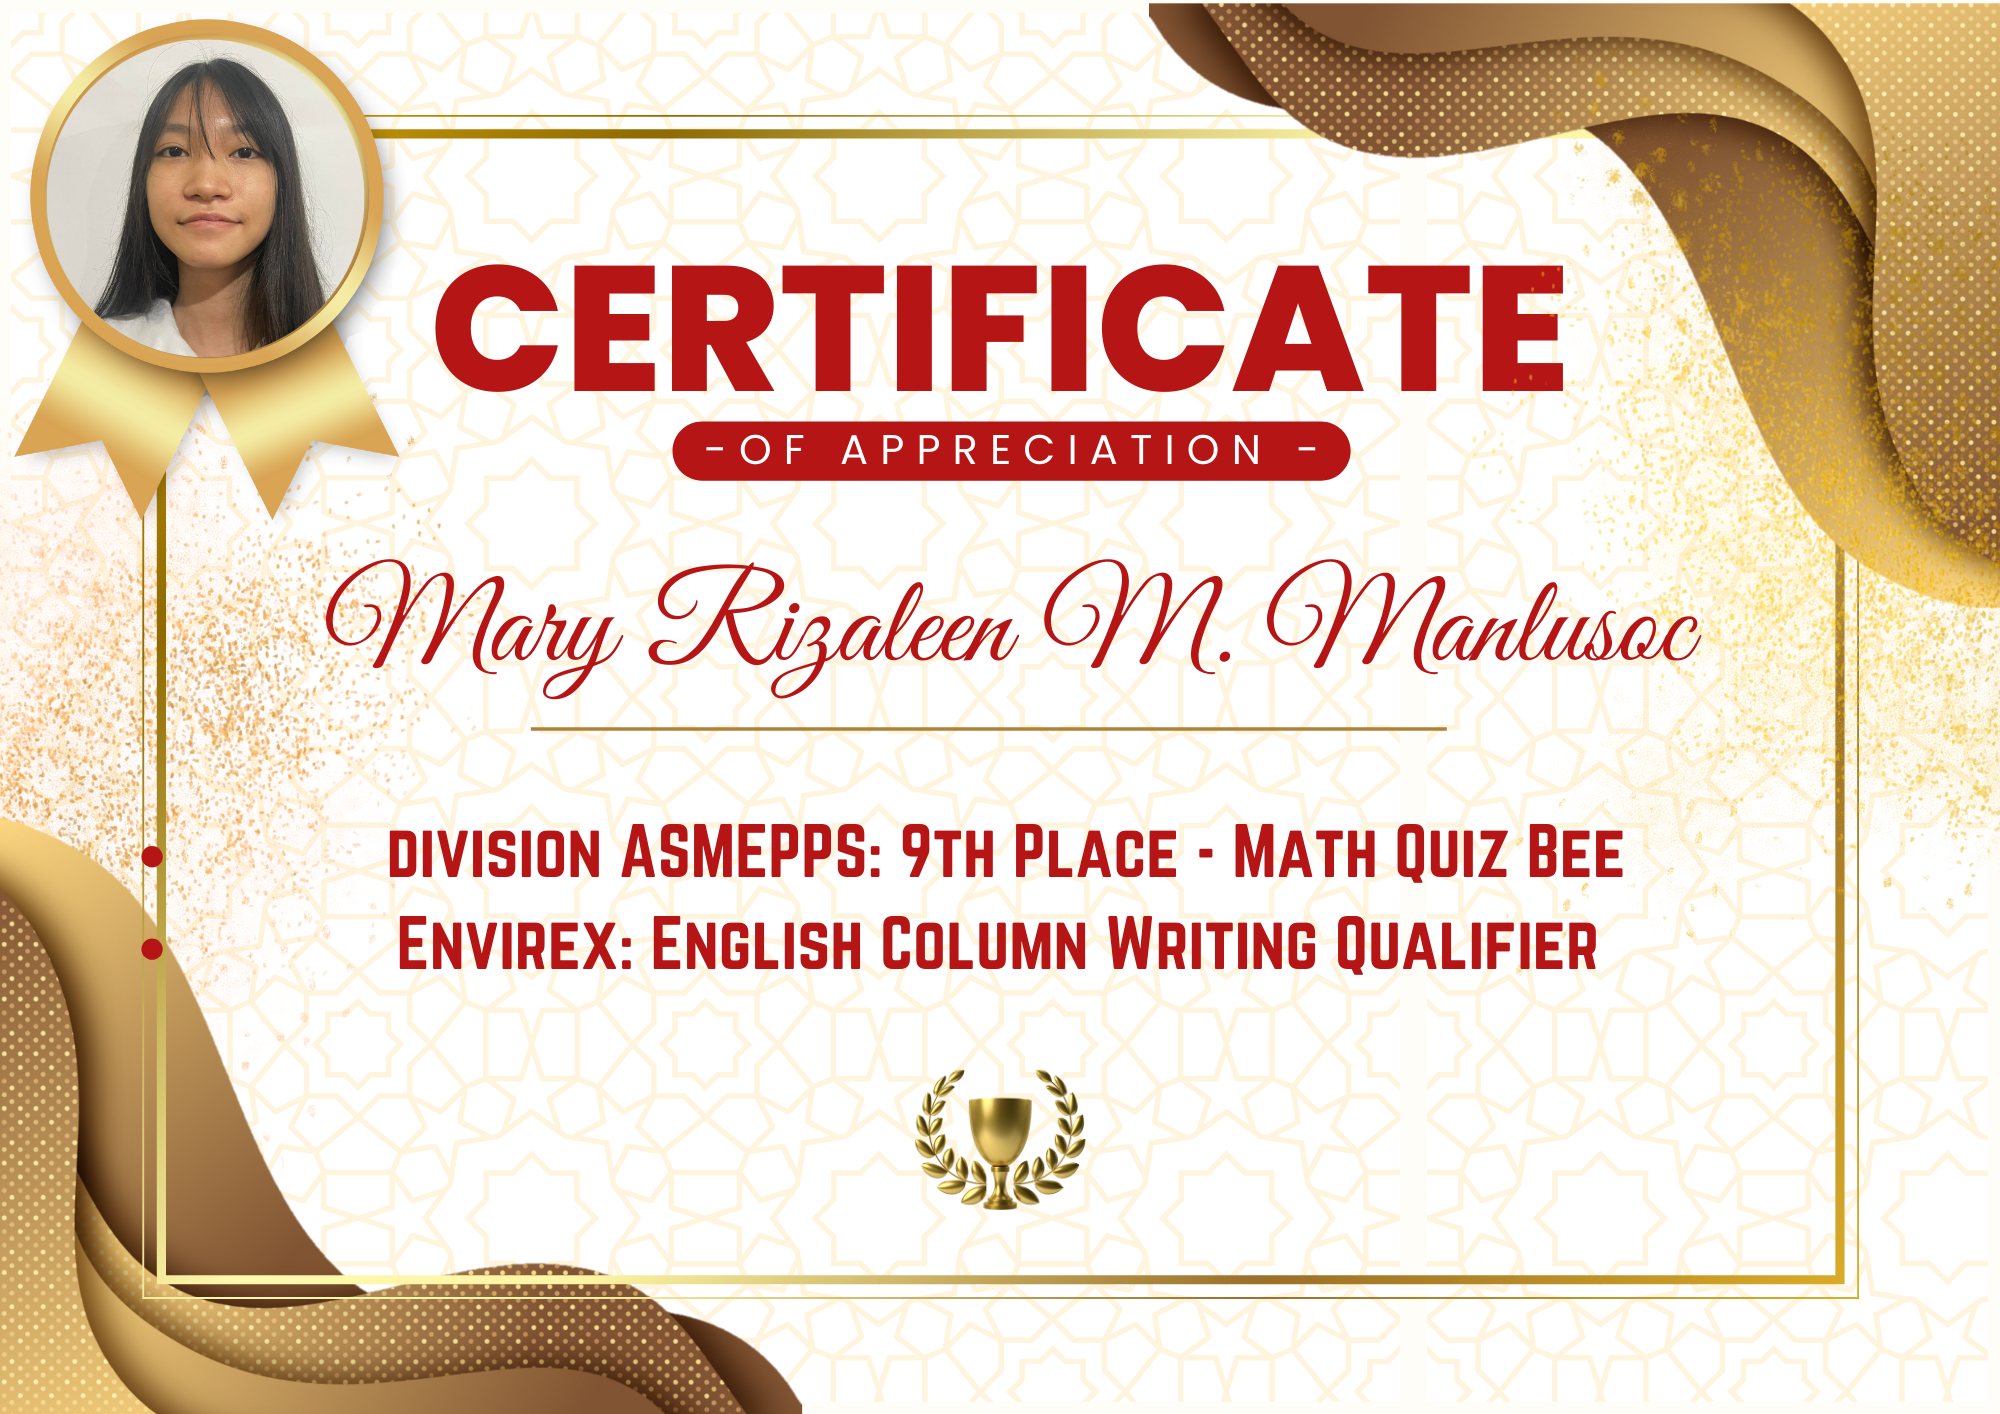 CERTIFICATE
-OF APPRECIATION -
Mary Rizaleen M. Manlusoc
division ASMEPPS: 9th Place - Math Quiz Bee
Envirex: English Column Writing Qualifier